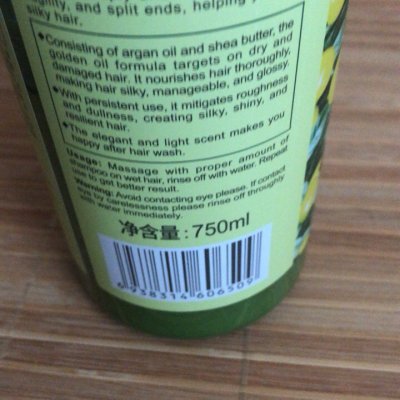 and split ends, helping
silky hair.
•Consisting of argan oil and shea butter, the
golden oil formula targets on dry and
damaged hair. It nourishes hair thoroughly,
making hair silky, manageable, and glossy.
•With persistent use, it mitigates roughness
and dullness, creating silky, shiny, and
resilient hair.
•The elegant and light scent makes you
happy after hair wash.
Usage: Massage with proper amount of
shampoo on wet hair, rinse off with water. Repeat
use to get better result.
Warning: Avoid contacting eye please. If contact
eye by carelessness please rinse off throughly
with water immediately.
净含量:750ml
6938314606509